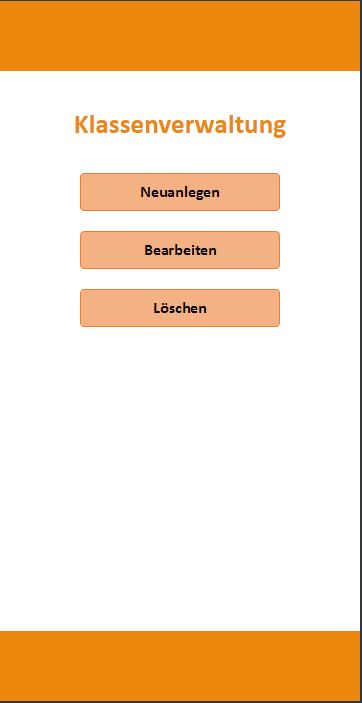 Klassenverwaltung
Neuanlegen
Bearbeiten
Löschen